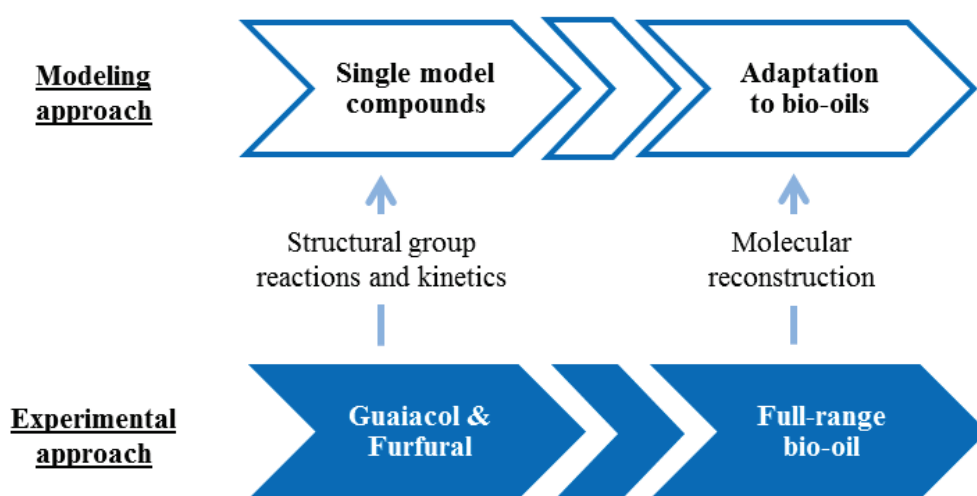 Modeling
approach
Single model
compounds
Adaptation
to bio-oils
Structural group
reactions and kinetics
Molecular
reconstruction
Experimental
approach
Guaiacol &
Furfural
Full-range
bio-oil